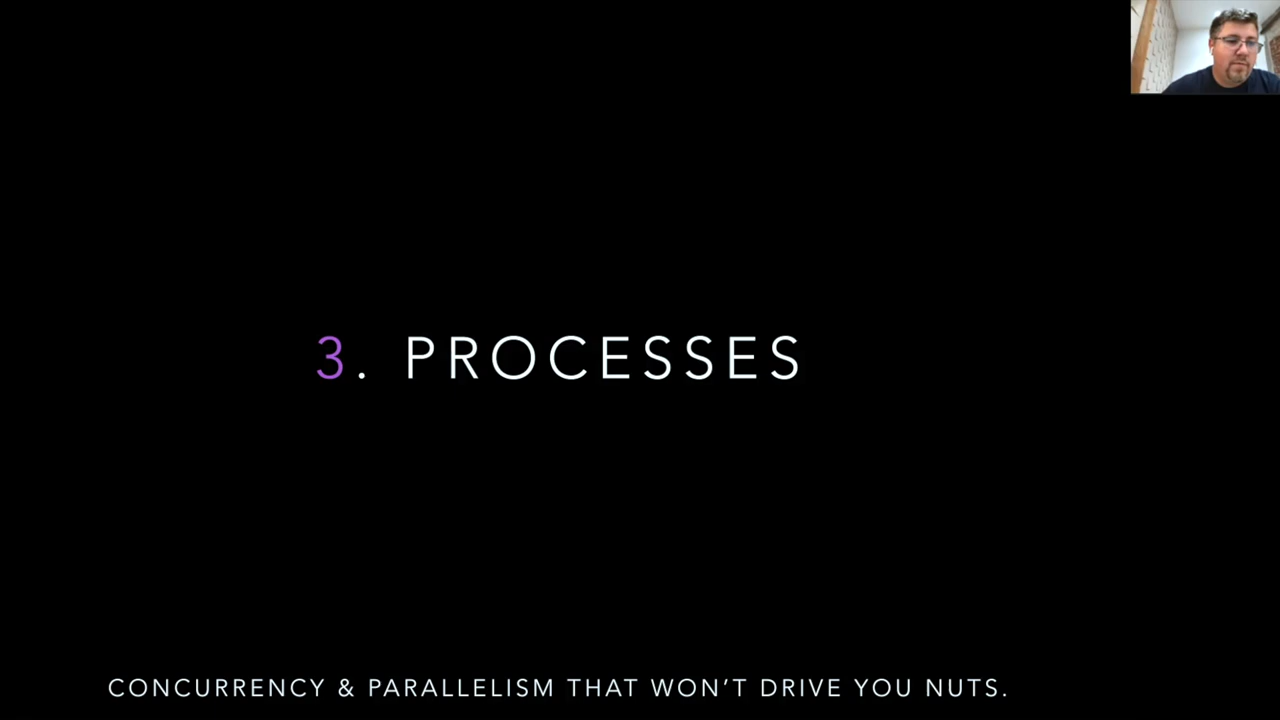 3. PROCESSES
CONCURRENCY & PARALLELISM THAT WON’T DRIVE YOU NUTS.